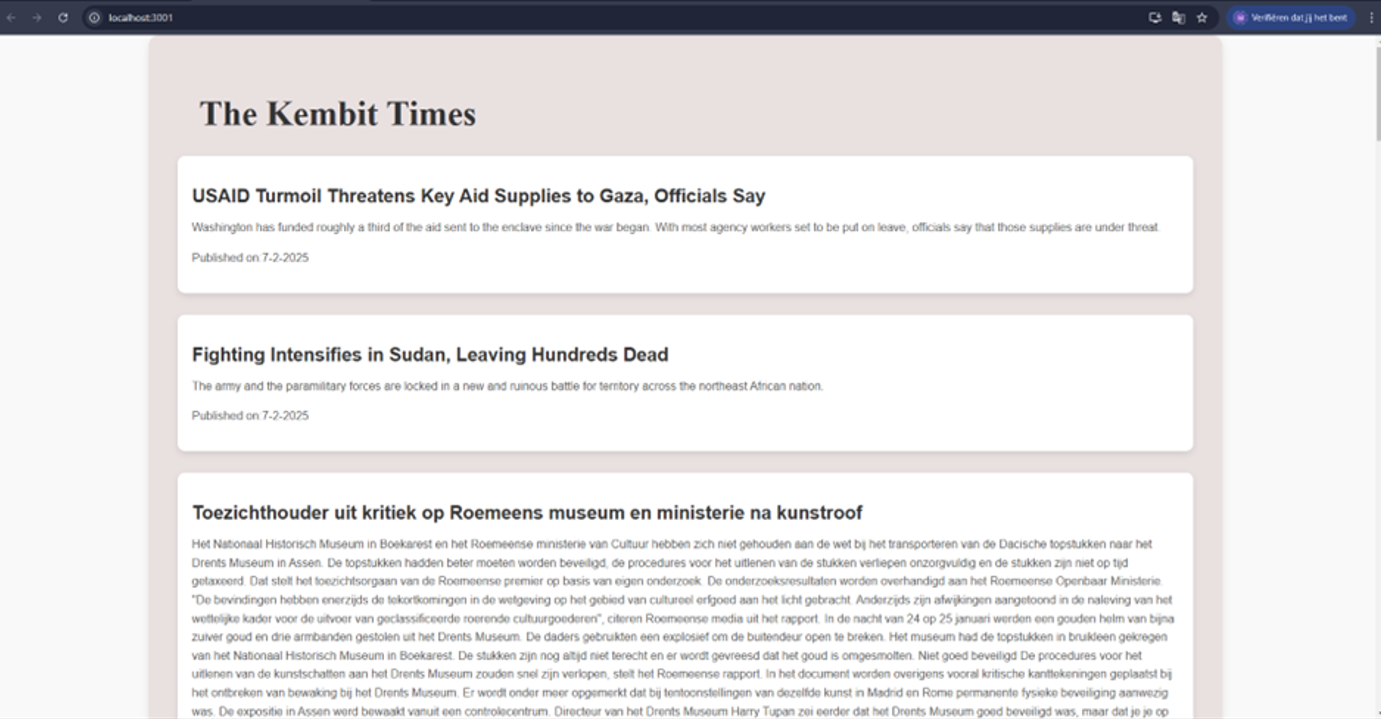 localhost:3001
Verifiëren dat jij het bent
The Kembit Times
USAID Turmoil Threatens Key Aid Supplies to Gaza, Officials Say
Washington has funded roughly a third of the aid sent to the enclave since the war began. With most agency workers set to be put on leave, officials say that those supplies are under threat.
Published on:7-2-2025
Fighting Intensifies in Sudan, Leaving Hundreds Dead
The army and the paramilitary forces are locked in a new and ruinous battle for territory across the northeast African nation.
Published on:7-2-2025
Toezichthouder uit kritiek op Roemeens museum en ministerie na kunstroof
Het Nationaal Historisch Museum in Boekarest en het Roemeense ministerie van Cultuur hebben zich niet gehouden aan de wet bij het transporteren van de Dacische topstukken naar het
Drents Museum in Assen. De topstukken hadden beter moeten worden beveiligd, de procedures voor het uitlenen van de stukken verliepen onzorgvuldig en de stukken zijn niet op tijd
getaxeerd. Dat stelt het toezichtsorgaan van de Roemeense premier op basis van eigen onderzoek. De onderzoeksresultaten worden overhandigd aan het Roemeense Openbaar Ministerie.
"De bevindingen hebben enerzijds de tekortkomingen in de wetgeving op het gebied van cultureel erfgoed aan het licht gebracht. Anderzijds zijn afwijkingen aangetoond in de naleving van het
wettelijke kader voor de uitvoer van geclassificeerde roerende cultuurgoederen", citeren Roemeense media uit het rapport. In de nacht van 24 op 25 januari werden een gouden helm van bijna
zuiver goud en drie armbanden gestolen uit het Drents Museum. De daders gebruikten een explosief om de buitendeur open te breken. Het museum had de topstukken in bruikleen gekregen
van het Nationaal Historisch Museum in Boekarest. De stukken zijn nog altijd niet terecht en er wordt gevreesd dat het goud is omgesmolten. Niet goed beveiligd De procedures voor het
uitlenen van de kunstschatten aan het Drents Museum zouden snel zijn verlopen, stelt het Roemeense rapport. In het document worden overigens vooral kritische kanttekeningen geplaatst bij
het ontbreken van bewaking bij het Drents Museum. Er wordt onder meer opgemerkt dat bij tentoonstellingen van dezelfde kunst in Madrid en Rome permanente fysieke beveiliging aanwezig
was. De expositie in Assen werd bewaakt vanuit een controlecentrum. Directeur van het Drents Museum Harry Tupan zei eerder dat het Drents Museum goed beveiligd was, maar dat je je op